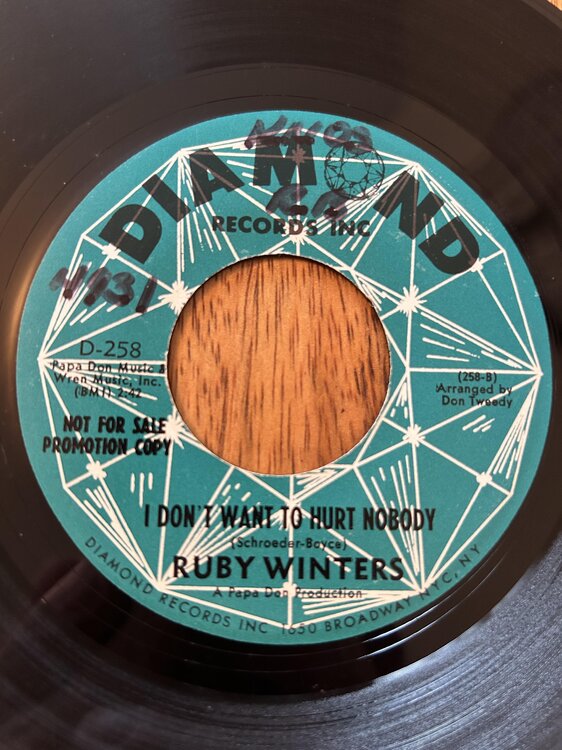 DIAMOND
RECORDS INC
N131
D-258
Papa Don Music &
Wren Music, Inc.
(BMI) 2:42
NOT FOR SALE
PROMOTION COPY
(258-B)
Arranged by
Don Tweedy
I DON'T WANT TO HURT NOBODY
(Schroeder-Boyce)
RUBY WINTERS
A Papa Don Production
DIAMOND RECORDS INC 1650 BROADWAY NYC, NY